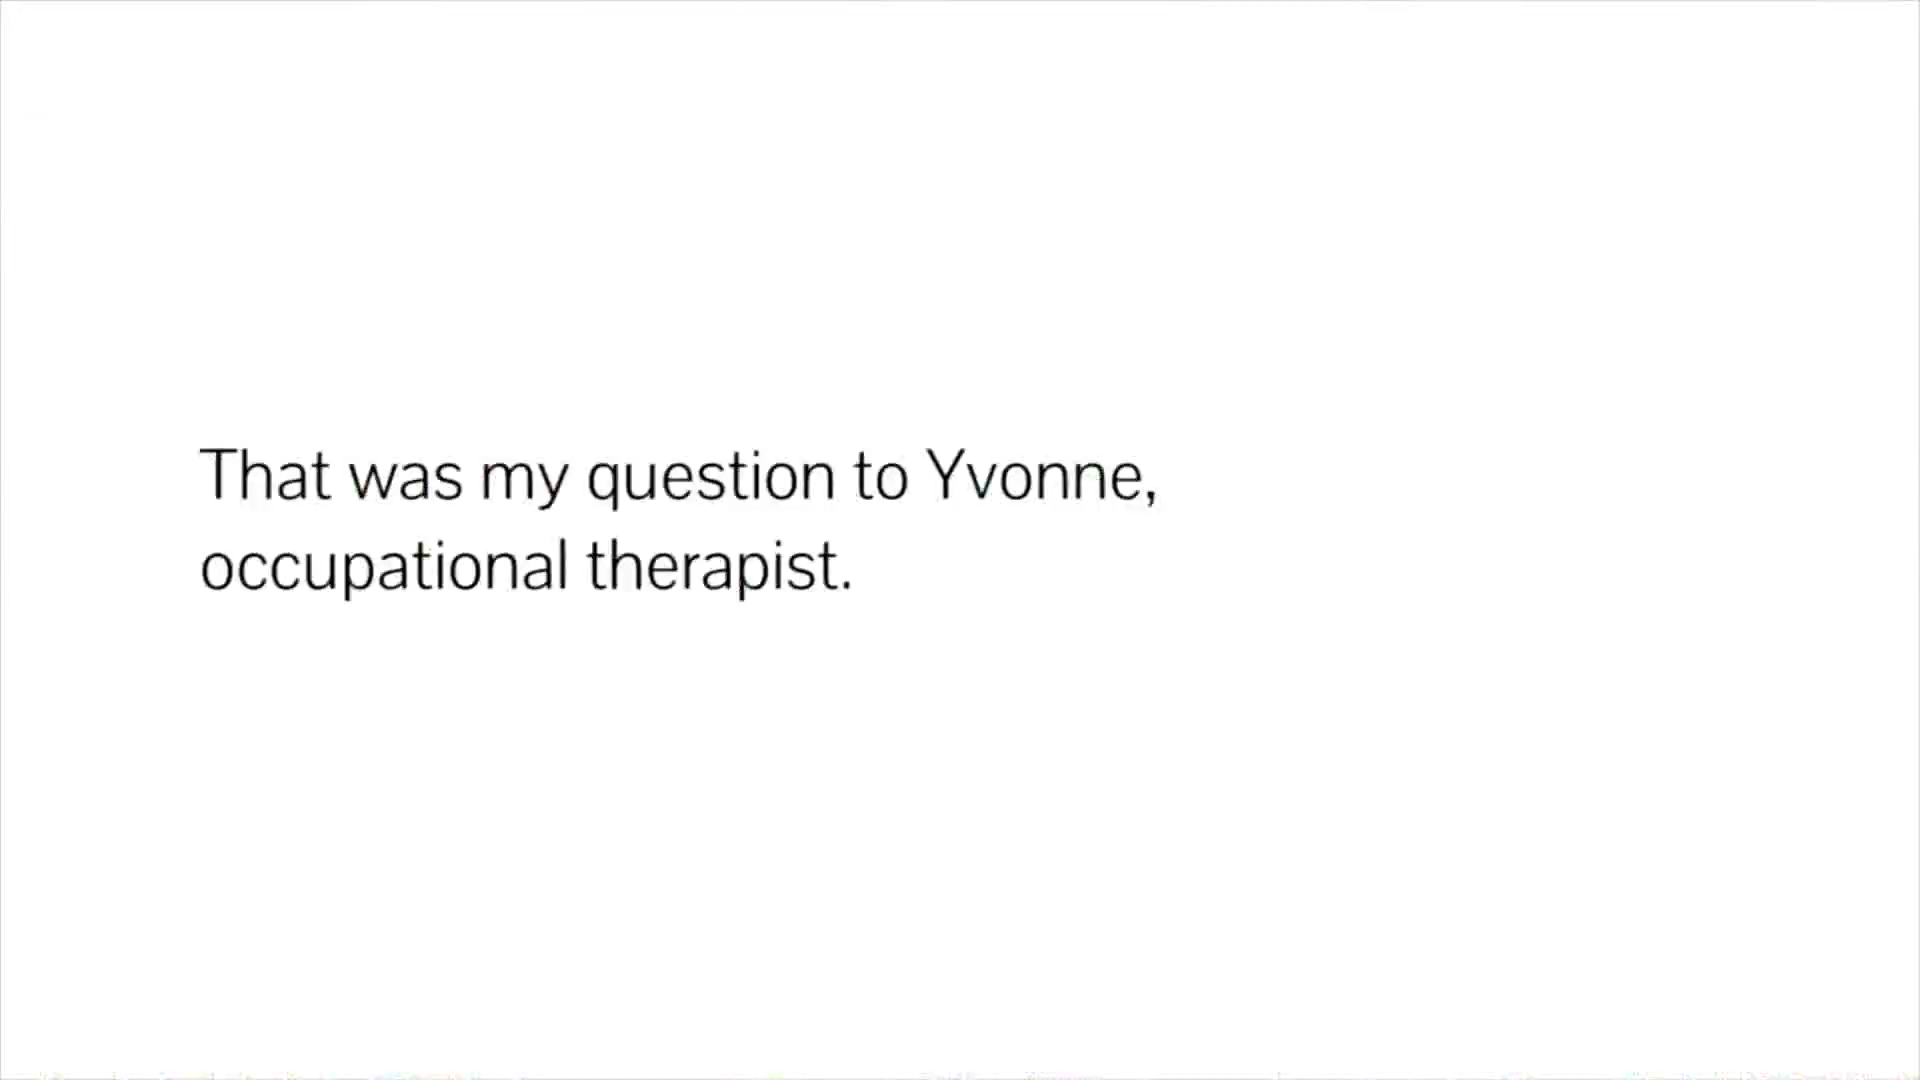 That was my question to Yvonne,
occupational therapist.